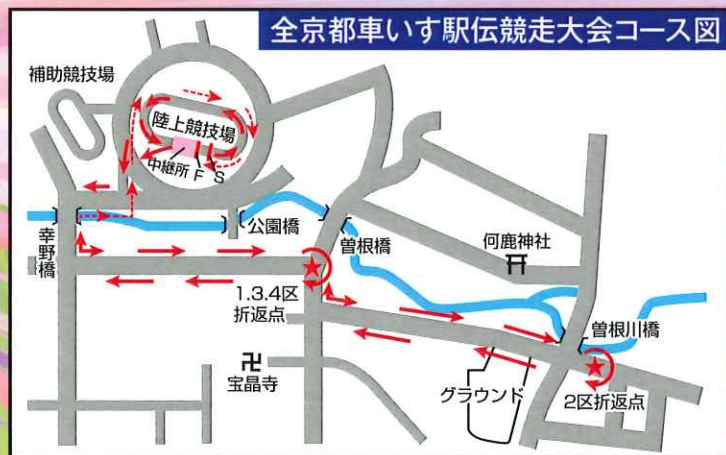 全京都車いす駅伝競走大会コース図
補助競技場
陸上競技場
中継所 F S
公園橋
幸野橋
曽根橋
何鹿神社
1.3.4区
折返点
曽根川橋
宝晶寺
グラウンド
2区折返点